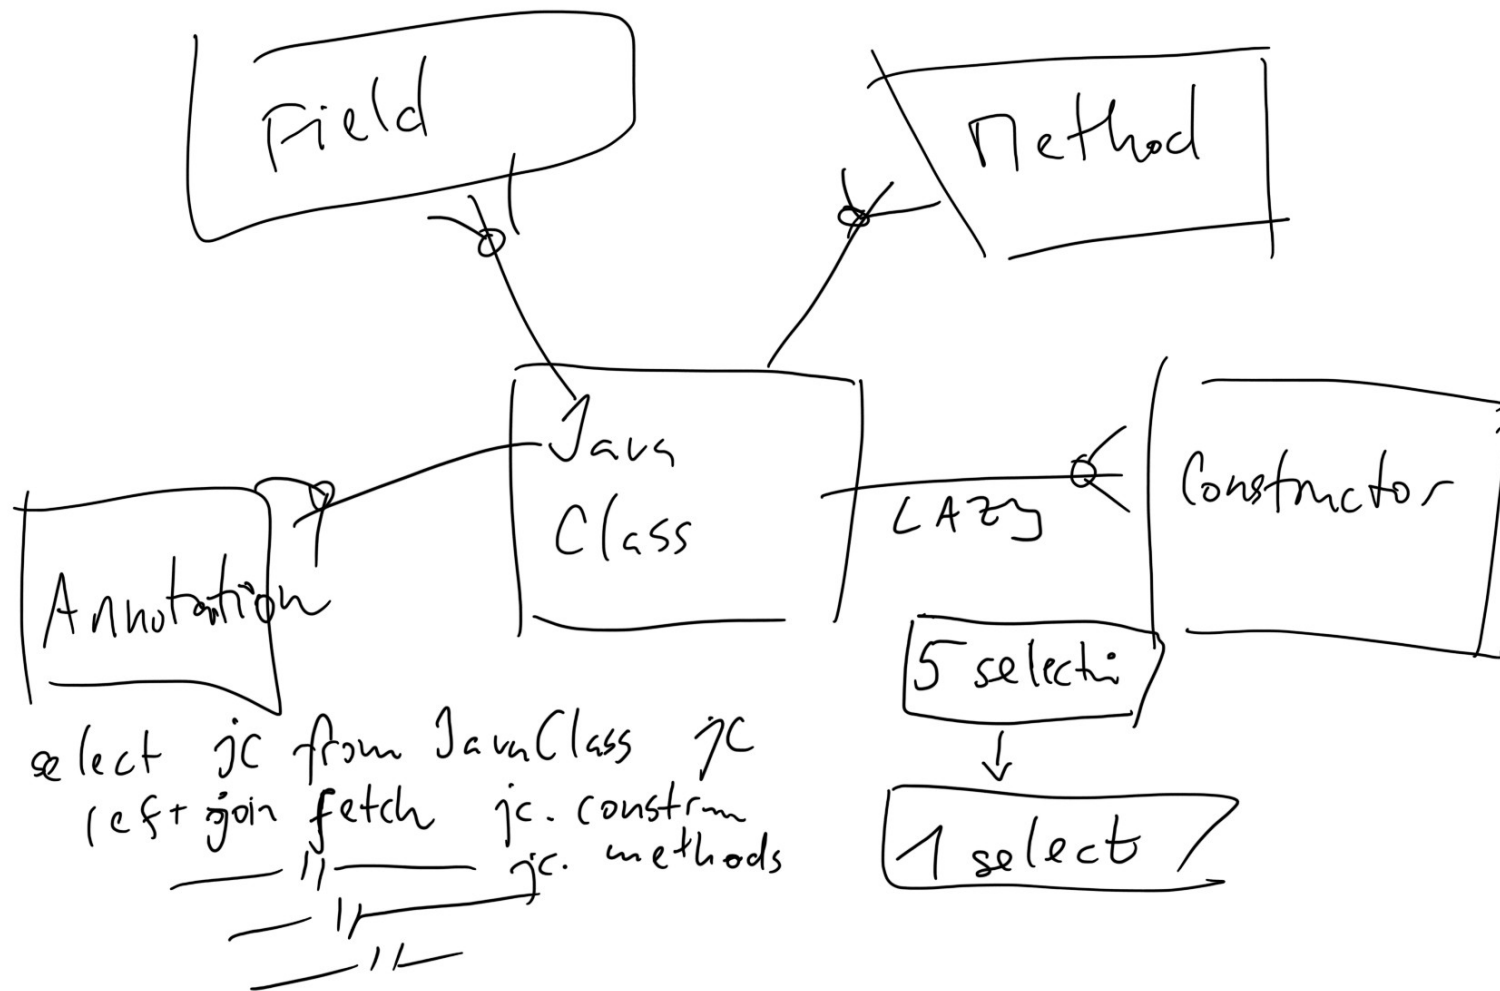 Field
Method
Java
Class
LAZY
Constructor
Annotation
5 selecti
1 select
select jc from JavaClass jc
left join fetch jc. constr
— " — jc. methods
— " —
— " —